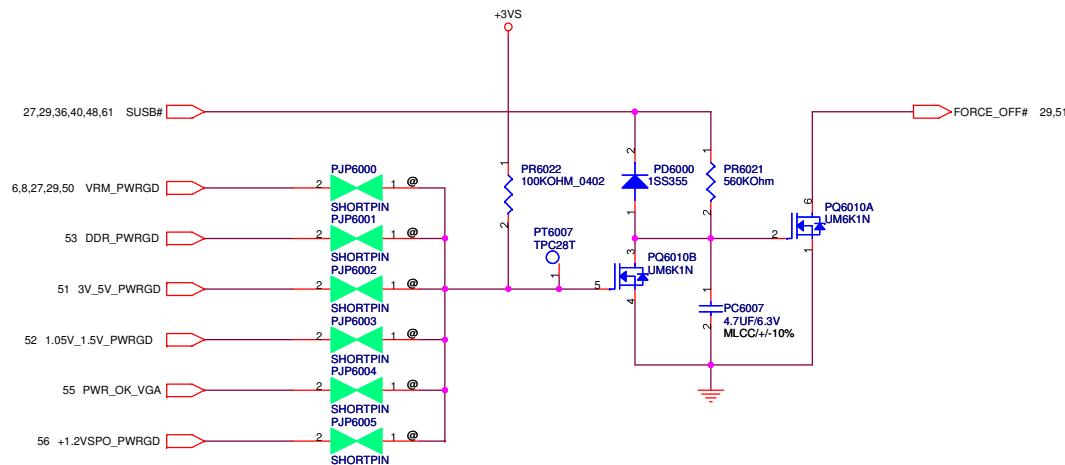 +3VS
27,29,36,40,48,61 SUSB#
FORCE_OFF# 29,51
PJP6000
6,8,27,29,50 VRM_PWRGD
2
1
@
SHORTPIN
PJP6001
53 DDR_PWRGD
2
1
@
SHORTPIN
PJP6002
51 3V_5V_PWRGD
2
1
@
SHORTPIN
PJP6003
52 1.05V_1.5V_PWRGD
2
1
@
SHORTPIN
PJP6004
55 PWR_OK_VGA
2
1
@
SHORTPIN
PJP6005
56 +1.2VSPO_PWRGD
2
1
@
SHORTPIN
1
PR6022
100KOHM_0402
2
PT6007
TPC28T
1
2
PD6000
1SS355
1
1
PR6021
560KOhm
2
3
PQ6010B
UM6K1N
5
4
6
PQ6010A
UM6K1N
2
1
1
PC6007
4.7UF/6.3V
MLCC/+/-10%
2